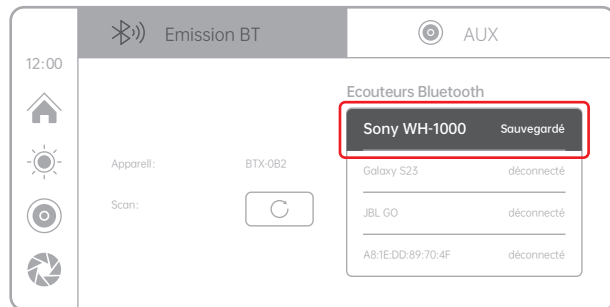 Emission BT
AUX
12:00
Ecouteurs Bluetooth
Sony WH-1000 Sauvegardé
Apparell: BTX-0B2
Galaxy S23 déconnecté
Scan:
JBL GO déconnecté
A8:1E:DD:89:70:4F déconnecté